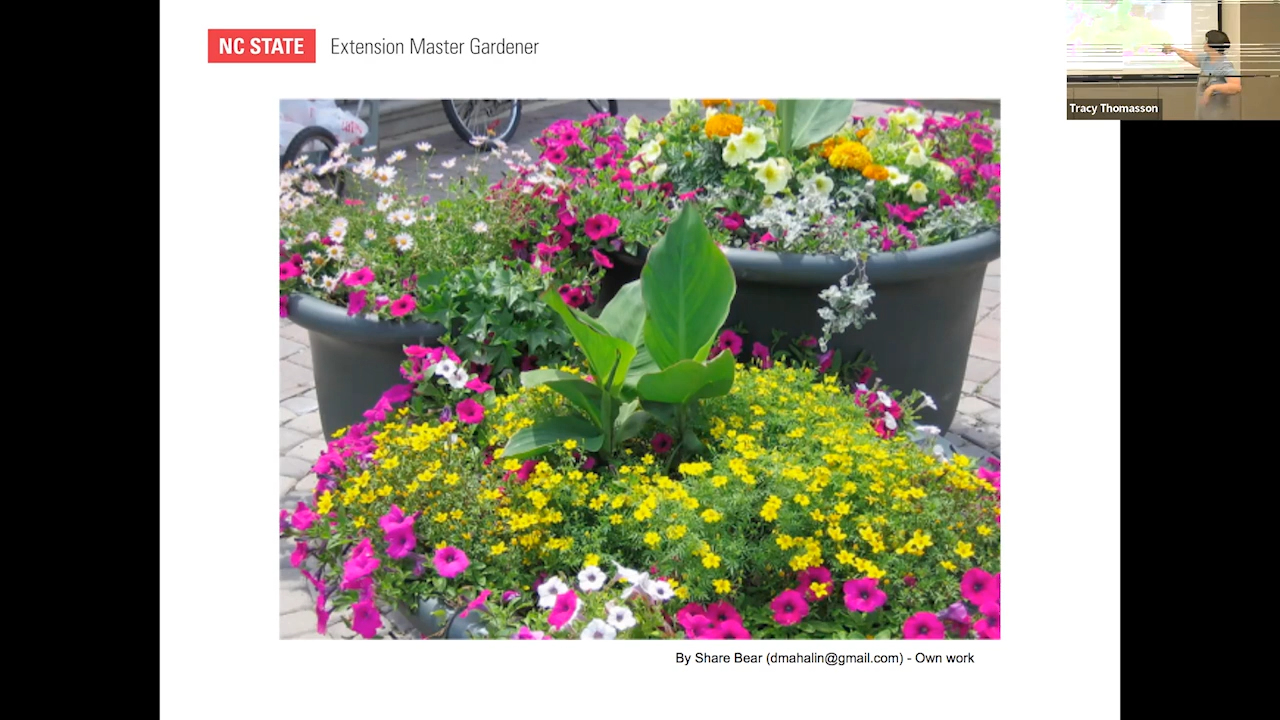 NC STATE Extension Master Gardener
Tracy Thomasson
By Share Bear (dmahalin@gmail.com) - Own work